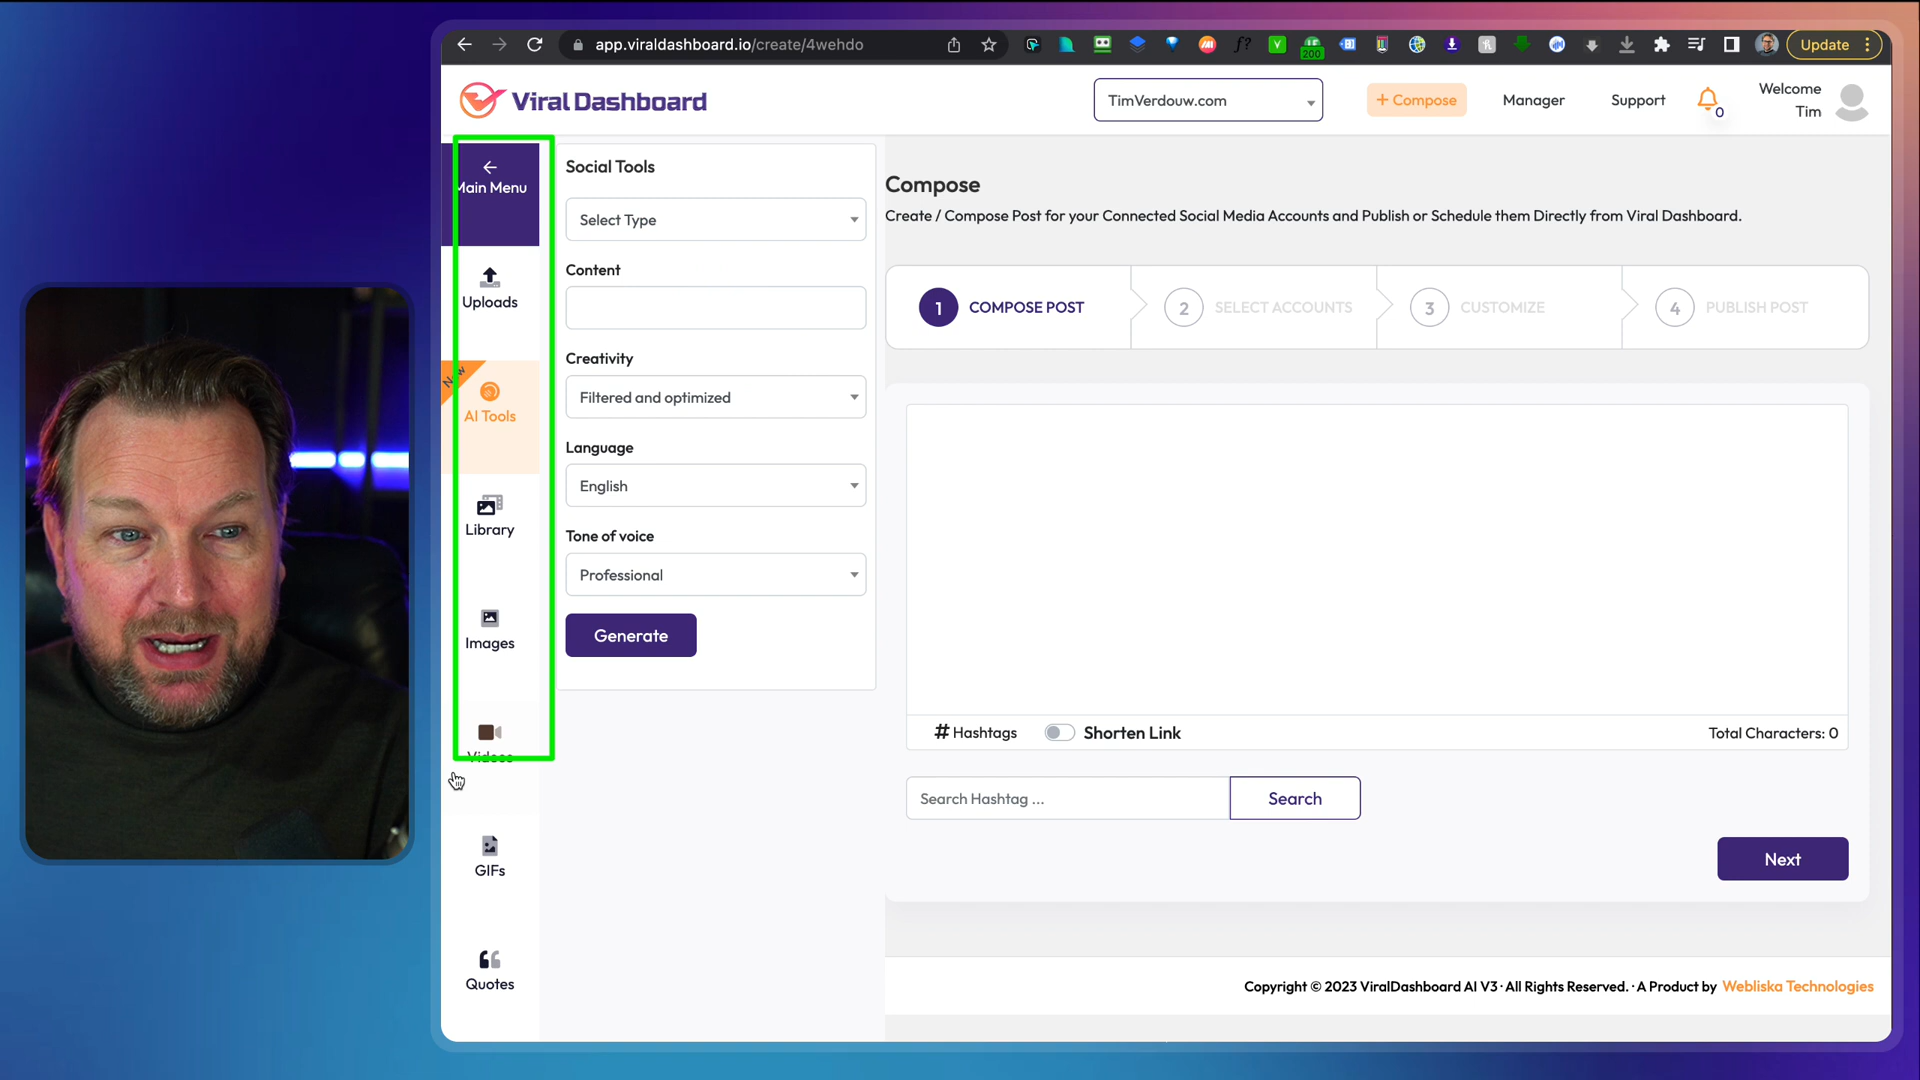 app.viraldashboard.io/create/4wehdo
200
Update
Viral Dashboard
TimVerdouw.com
+ Compose
Manager
Support
0
Welcome
Tim
Main Menu
Uploads
New
AI Tools
Library
Images
Videos
GIFs
Quotes
Social Tools
Select Type
Content
Creativity
Filtered and optimized
Language
English
Tone of voice
Professional
Generate
Compose
Create / Compose Post for your Connected Social Media Accounts and Publish or Schedule them Directly from Viral Dashboard.
1 COMPOSE POST
2 SELECT ACCOUNTS
3 CUSTOMIZE
4 PUBLISH POST
# Hashtags
Shorten Link
Total Characters: 0
Search Hashtag ...
Search
Next
Copyright © 2023 ViralDashboard AI V3 · All Rights Reserved. · A Product by Webliska Technologies